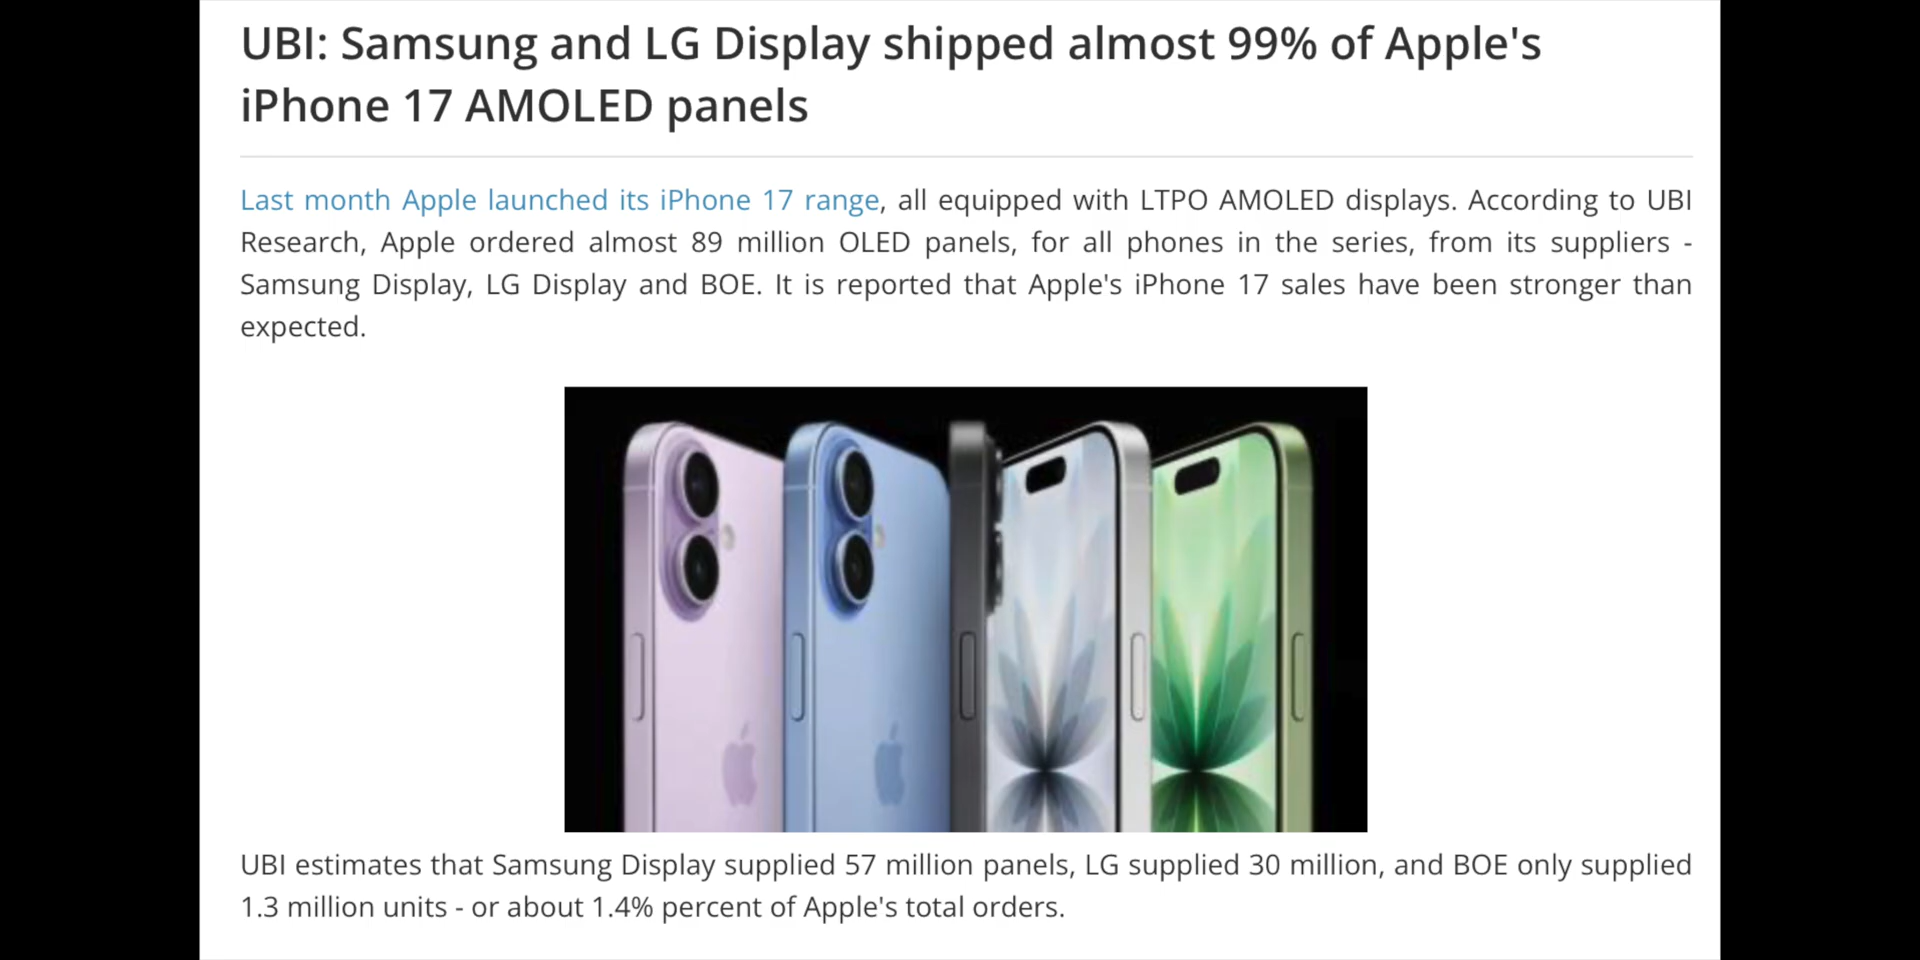 UBI: Samsung and LG Display shipped almost 99% of Apple's
iPhone 17 AMOLED panels
Last month Apple launched its iPhone 17 range, all equipped with LTPO AMOLED displays. According to UBI
Research, Apple ordered almost 89 million OLED panels, for all phones in the series, from its suppliers -
Samsung Display, LG Display and BOE. It is reported that Apple's iPhone 17 sales have been stronger than
expected.
UBI estimates that Samsung Display supplied 57 million panels, LG supplied 30 million, and BOE only supplied
1.3 million units - or about 1.4% percent of Apple's total orders.